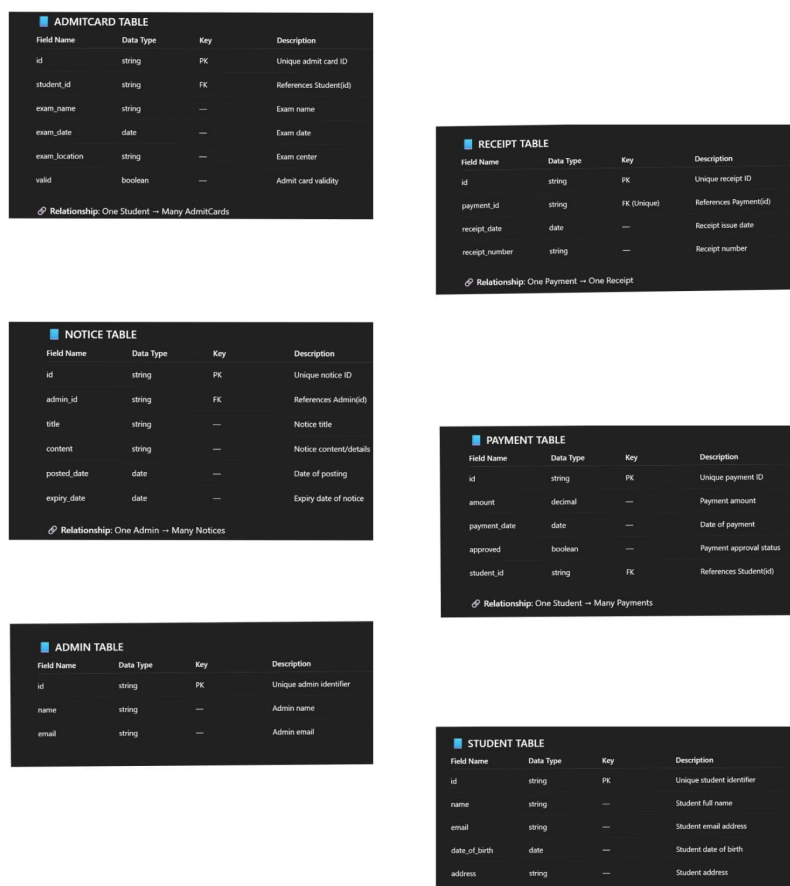 ADMITCARD TABLE
Field Name Data Type Key Description
id string PK Unique admit card ID
student_id string FK References Student(id)
exam_name string — Exam name
exam_date date — Exam date
exam_location string — Exam center
valid boolean — Admit card validity
Relationship: One Student → Many AdmitCards
NOTICE TABLE
Field Name Data Type Key Description
id string PK Unique notice ID
admin_id string FK References Admin(id)
title string — Notice title
content string — Notice content/details
posted_date date — Date of posting
expiry_date date — Expiry date of notice
Relationship: One Admin → Many Notices
ADMIN TABLE
Field Name Data Type Key Description
id string PK Unique admin identifier
name string — Admin name
email string — Admin email
RECEIPT TABLE
Field Name Data Type Key Description
id string PK Unique receipt ID
payment_id string FK (Unique) References Payment(id)
receipt_date date — Receipt issue date
receipt_number string — Receipt number
Relationship: One Payment → One Receipt
PAYMENT TABLE
Field Name Data Type Key Description
id string PK Unique payment ID
amount decimal — Payment amount
payment_date date — Date of payment
approved boolean — Payment approval status
student_id string FK References Student(id)
Relationship: One Student → Many Payments
STUDENT TABLE
Field Name Data Type Key Description
id string PK Unique student identifier
name string — Student full name
email string — Student email address
date_of_birth date — Student date of birth
address string — Student address